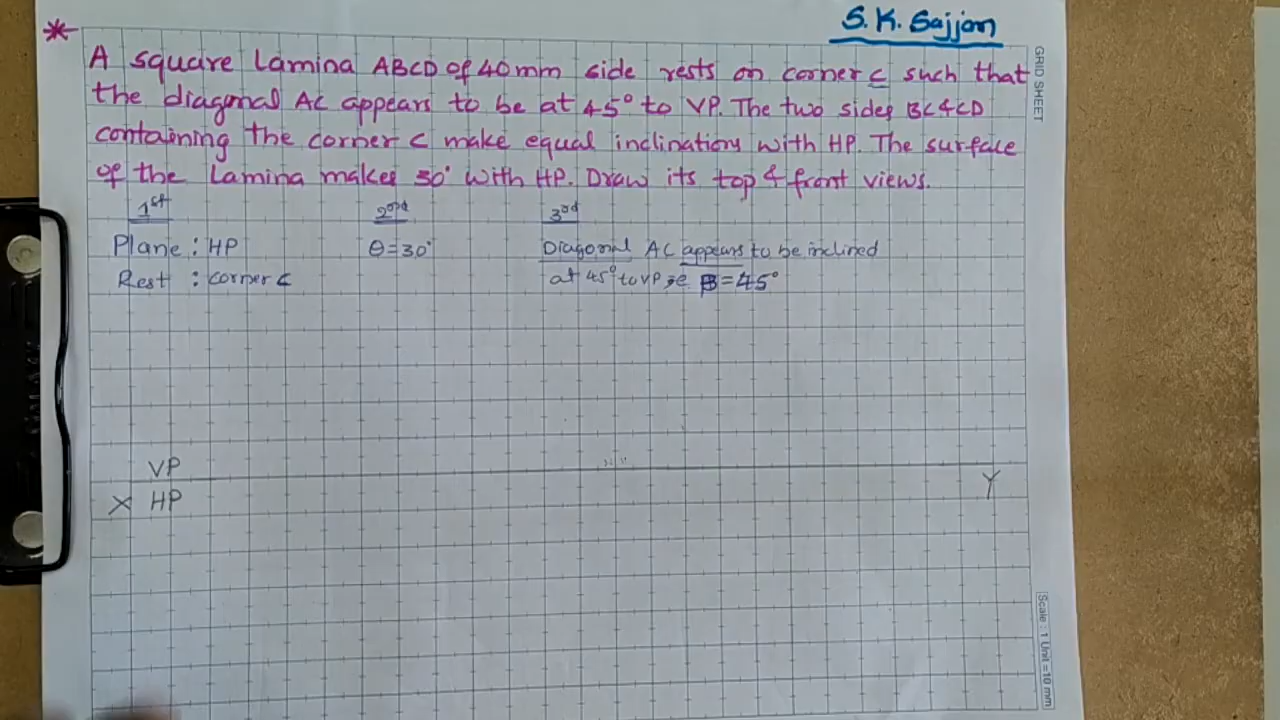 S. K. Sajjan
* A square Lamina ABCD of 40mm side rests on corner C such that
the diagonal AC appears to be at 45° to VP. The two sides BC & CD
containing the corner C make equal inclinations with HP. The surface
of the Lamina makes 30° with HP. Draw its top & front views.
1st 2nd 3rd
Plane : HP θ=30° Diagonal AC appears to be inclined
Rest : corner C at 45° to VP ie β=45°
VP
X HP Y
GRID SHEET
Scale : 1 Unit = 10 mm